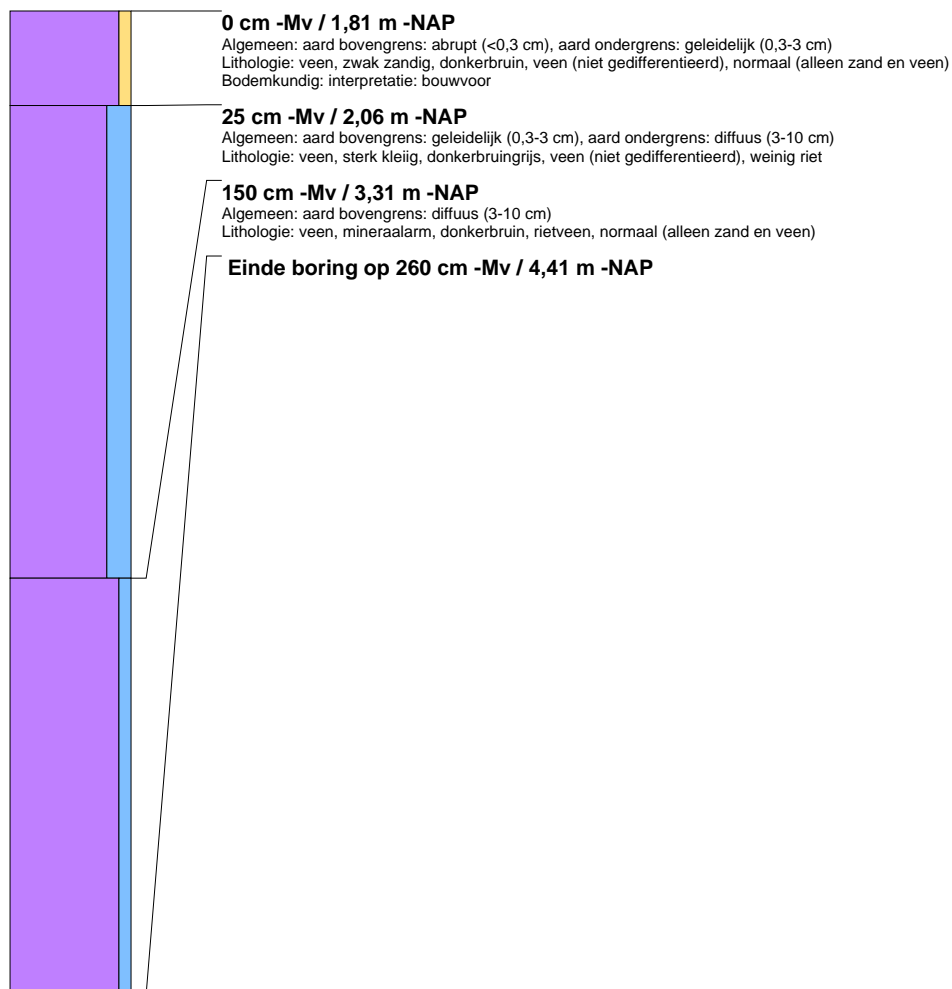 0 cm -Mv / 1,81 m -NAP
Algemeen: aard bovengrens: abrupt (<0,3 cm), aard ondergrens: geleidelijk (0,3-3 cm)
Lithologie: veen, zwak zandig, donkerbruin, veen (niet gedifferentieerd), normaal (alleen zand en veen)
Bodemkundig: interpretatie: bouwvoor
25 cm -Mv / 2,06 m -NAP
Algemeen: aard bovengrens: geleidelijk (0,3-3 cm), aard ondergrens: diffuus (3-10 cm)
Lithologie: veen, sterk kleiig, donkerbruingrijs, veen (niet gedifferentieerd), weinig riet
150 cm -Mv / 3,31 m -NAP
Algemeen: aard bovengrens: diffuus (3-10 cm)
Lithologie: veen, mineraalarm, donkerbruin, rietveen, normaal (alleen zand en veen)
Einde boring op 260 cm -Mv / 4,41 m -NAP